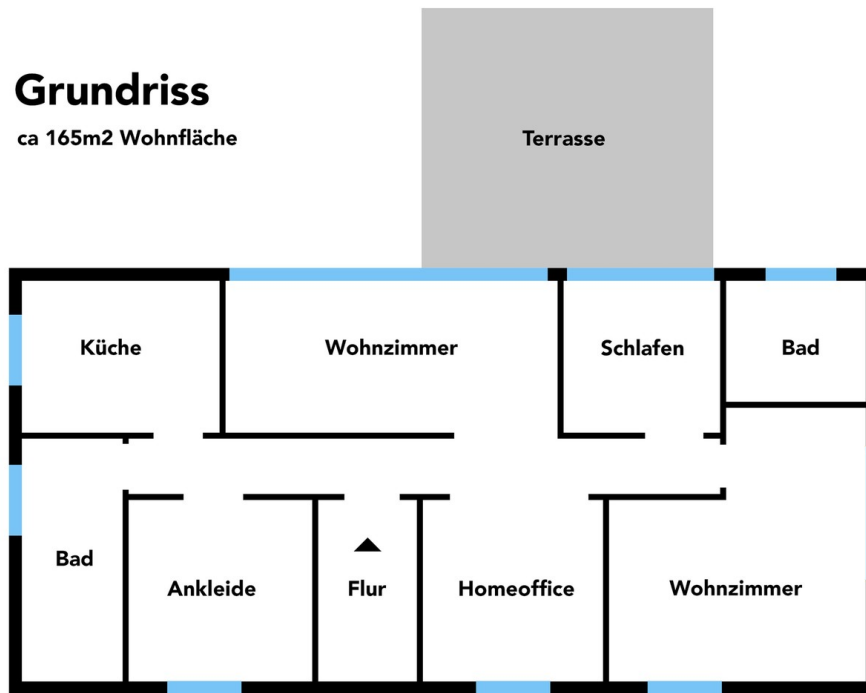 Grundriss
ca 165m2 Wohnfläche
Terrasse
Küche
Wohnzimmer
Schlafen
Bad
Bad
Ankleide
Flur
Homeoffice
Wohnzimmer